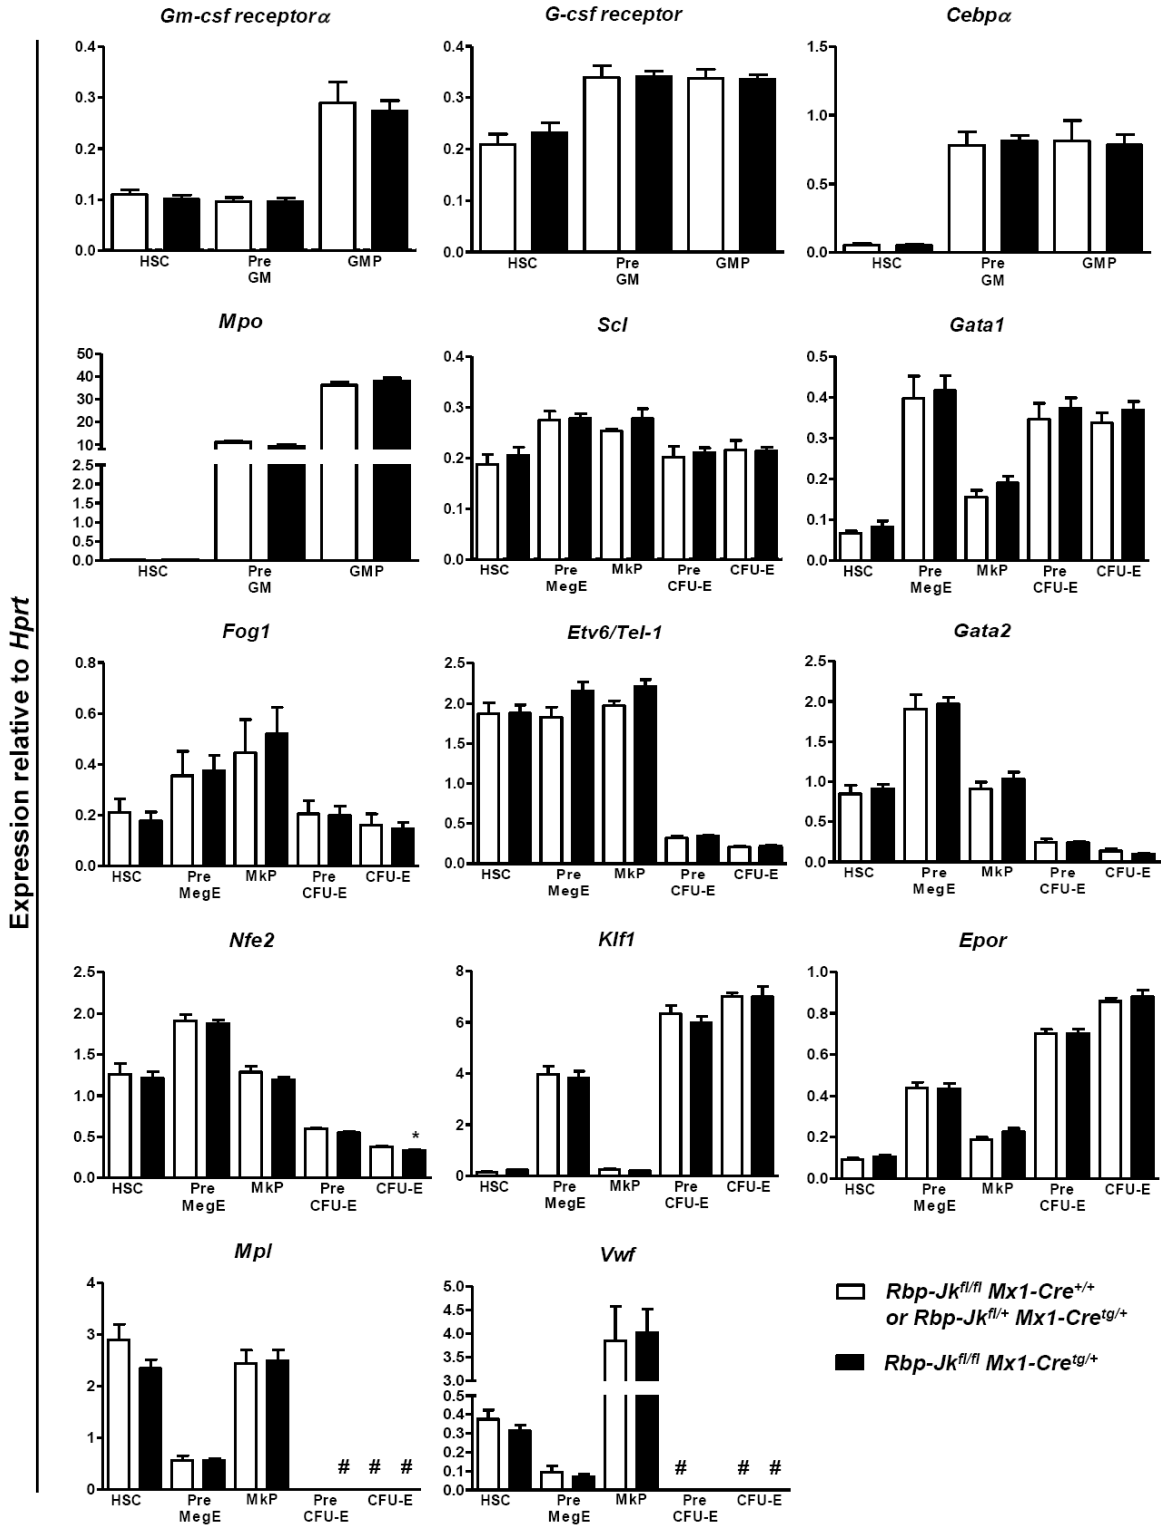 Expression relative to Hprt
Gm-csf receptorα
0.4
0.3
0.2
0.1
0.0
HSC Pre GMP
GM
G-csf receptor
0.4
0.3
0.2
0.1
0.0
HSC Pre GMP
GM
Cebpα
1.5
1.0
0.5
0.0
HSC Pre GMP
GM
Mpo
50
40
30
20
10
2.5
2.0
1.5
1.0
0.5
0.0
HSC Pre GMP
GM
Scl
0.4
0.3
0.2
0.1
0.0
HSC Pre MkP Pre CFU-E
MegE CFU-E
Gata1
0.5
0.4
0.3
0.2
0.1
0.0
HSC Pre MkP Pre CFU-E
MegE CFU-E
Fog1
0.8
0.6
0.4
0.2
0.0
HSC Pre MkP Pre CFU-E
MegE CFU-E
Etv6/Tel-1
2.5
2.0
1.5
1.0
0.5
0.0
HSC Pre MkP Pre CFU-E
MegE CFU-E
Gata2
2.5
2.0
1.5
1.0
0.5
0.0
HSC Pre MkP Pre CFU-E
MegE CFU-E
Nfe2
2.5
2.0
1.5
1.0
0.5
0.0
*
HSC Pre MkP Pre CFU-E
MegE CFU-E
Klf1
8
6
4
2
0
HSC Pre MkP Pre CFU-E
MegE CFU-E
Epor
1.0
0.8
0.6
0.4
0.2
0.0
HSC Pre MkP Pre CFU-E
MegE CFU-E
Mpl
4
3
2
1
0
# # #
HSC Pre MkP Pre CFU-E
MegE CFU-E
Vwf
5.0
4.5
4.0
3.5
3.0
0.5
0.4
0.3
0.2
0.1
0.0
# # #
HSC Pre MkP Pre CFU-E
MegE CFU-E
Rbp-Jk^fl/fl Mx1-Cre^+/+
or Rbp-Jk^fl/+ Mx1-Cre^tg/+
Rbp-Jk^fl/fl Mx1-Cre^tg/+